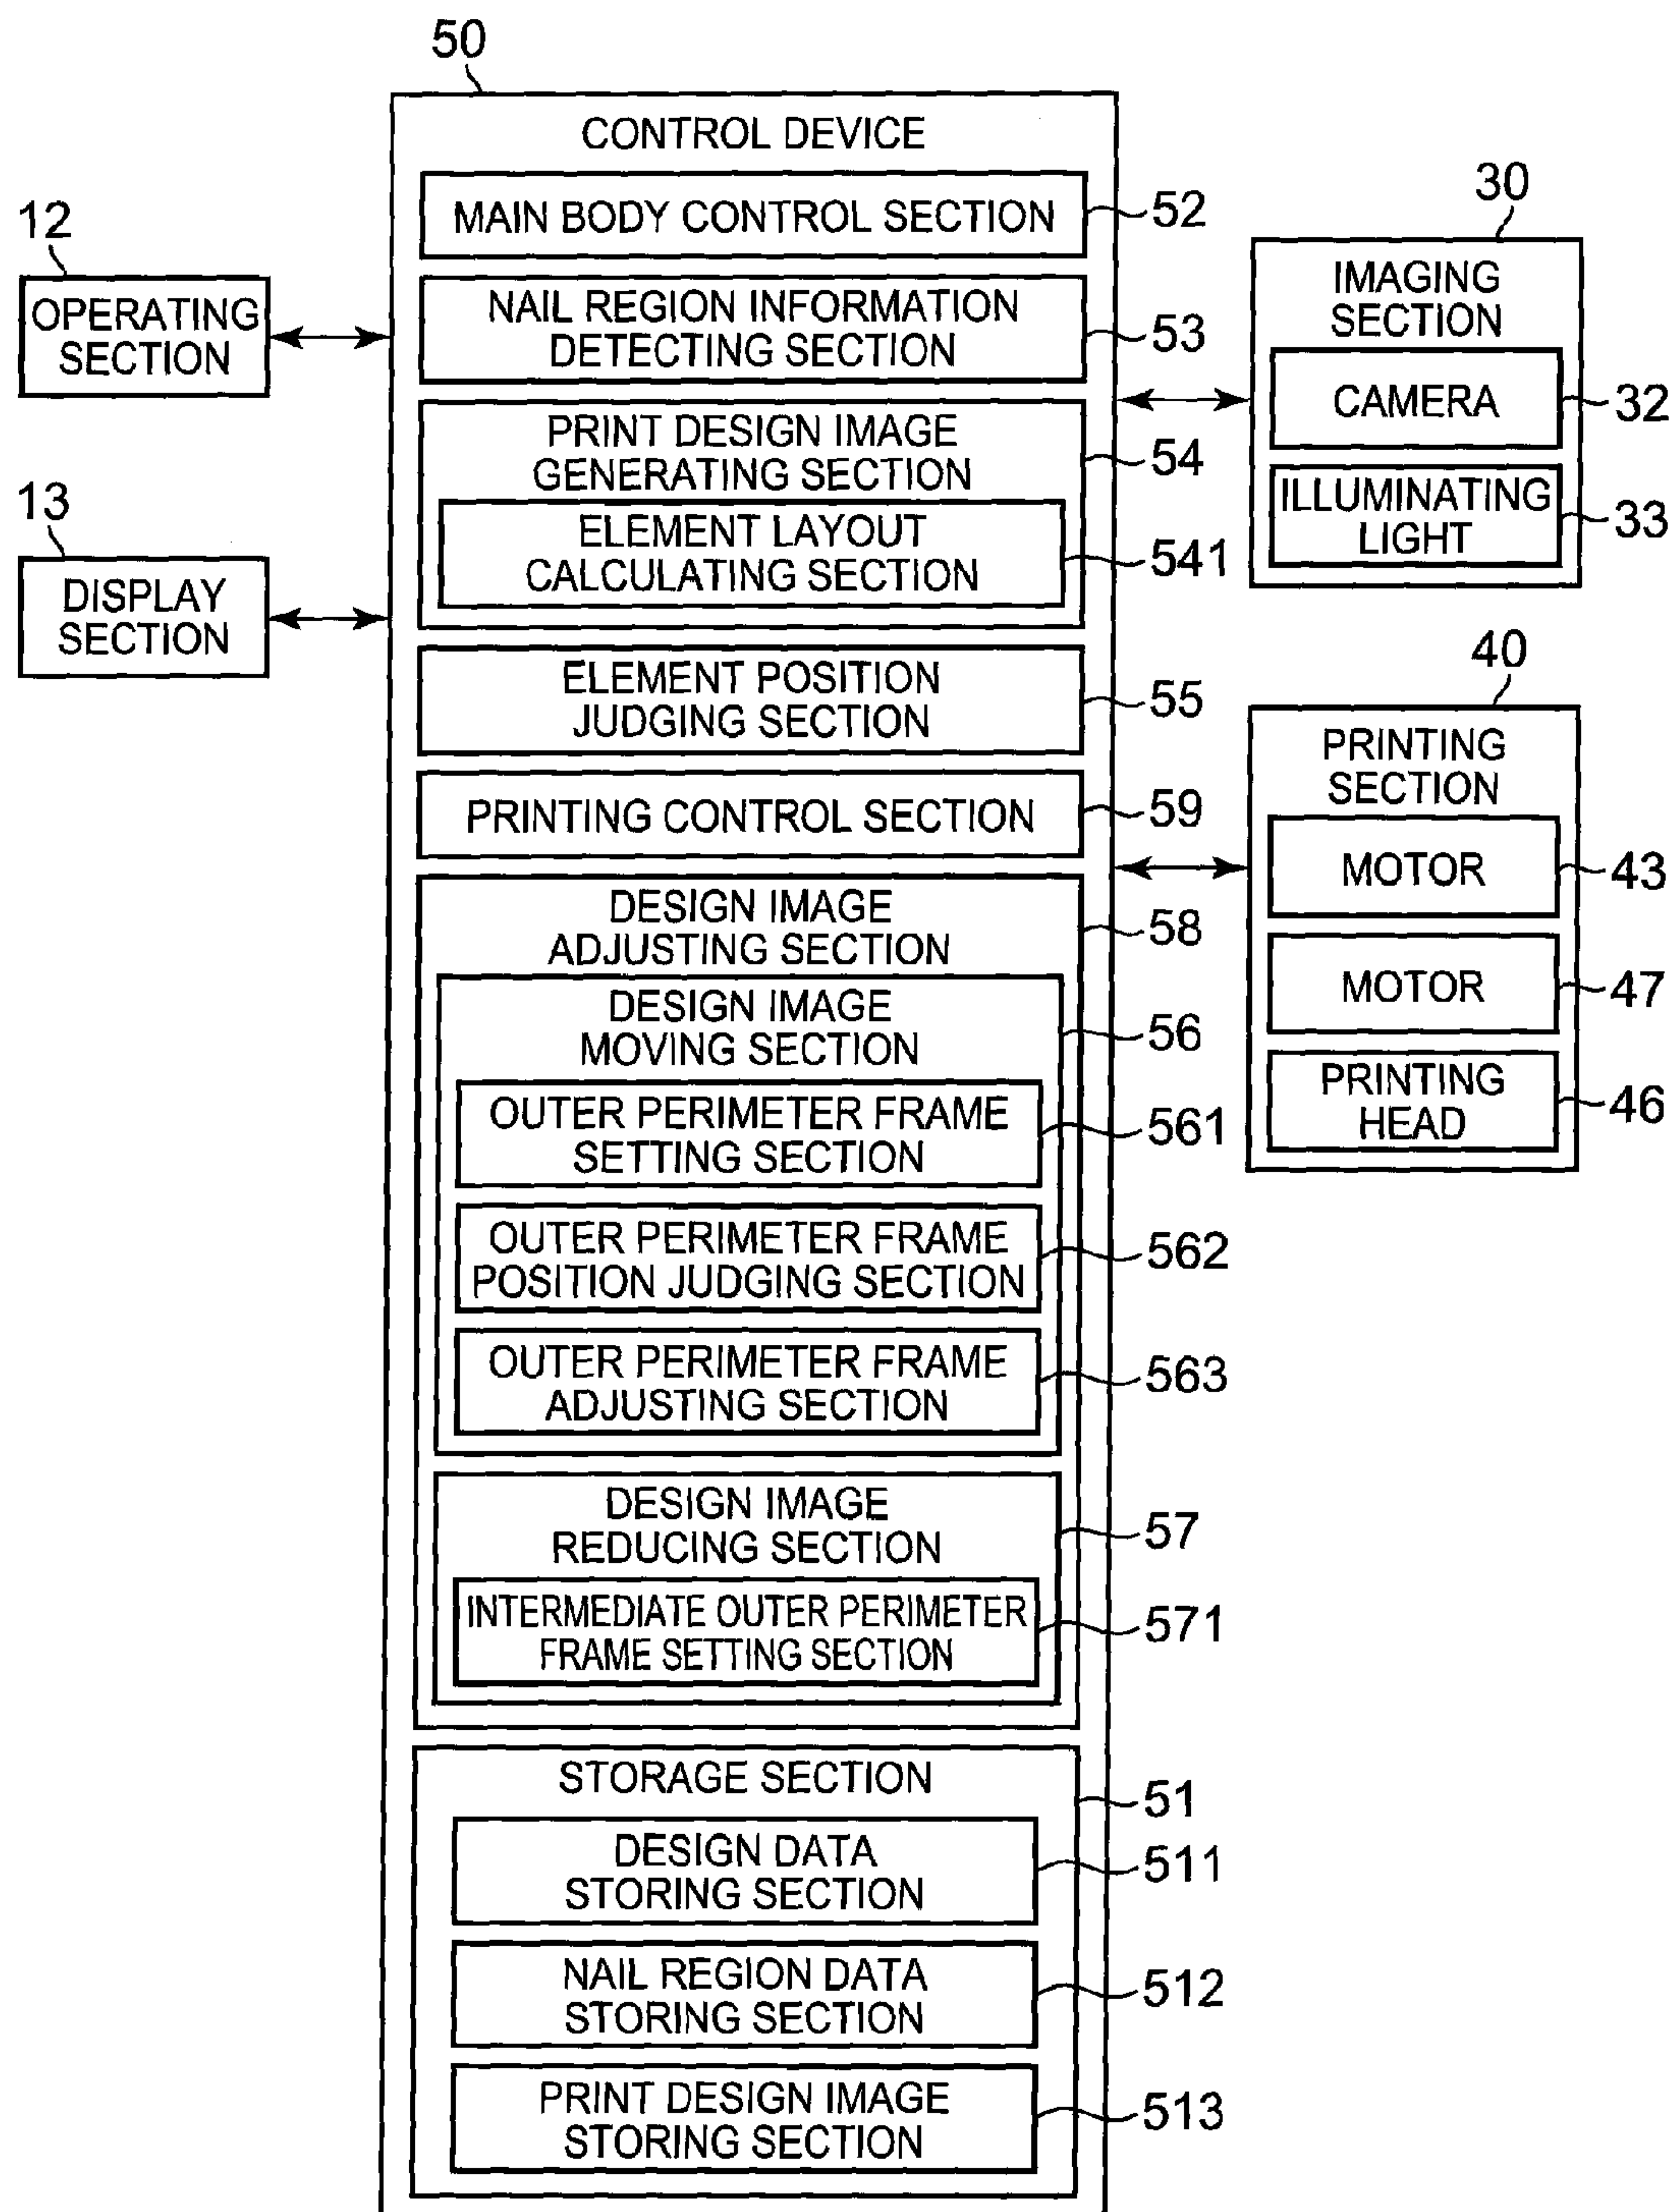 50
CONTROL DEVICE
MAIN BODY CONTROL SECTION
52
NAIL REGION INFORMATION
DETECTING SECTION
53
PRINT DESIGN IMAGE
GENERATING SECTION
54
ELEMENT LAYOUT
CALCULATING SECTION
541
ELEMENT POSITION
JUDGING SECTION
55
PRINTING CONTROL SECTION
59
DESIGN IMAGE
ADJUSTING SECTION
58
DESIGN IMAGE
MOVING SECTION
56
OUTER PERIMETER FRAME
SETTING SECTION
561
OUTER PERIMETER FRAME
POSITION JUDGING SECTION
562
OUTER PERIMETER FRAME
ADJUSTING SECTION
563
DESIGN IMAGE
REDUCING SECTION
57
INTERMEDIATE OUTER PERIMETER
FRAME SETTING SECTION
571
STORAGE SECTION
51
DESIGN DATA
STORING SECTION
511
NAIL REGION DATA
STORING SECTION
512
PRINT DESIGN IMAGE
STORING SECTION
513
12
OPERATING
SECTION
13
DISPLAY
SECTION
30
IMAGING
SECTION
CAMERA
32
ILLUMINATING
LIGHT
33
40
PRINTING
SECTION
MOTOR
43
MOTOR
47
PRINTING
HEAD
46